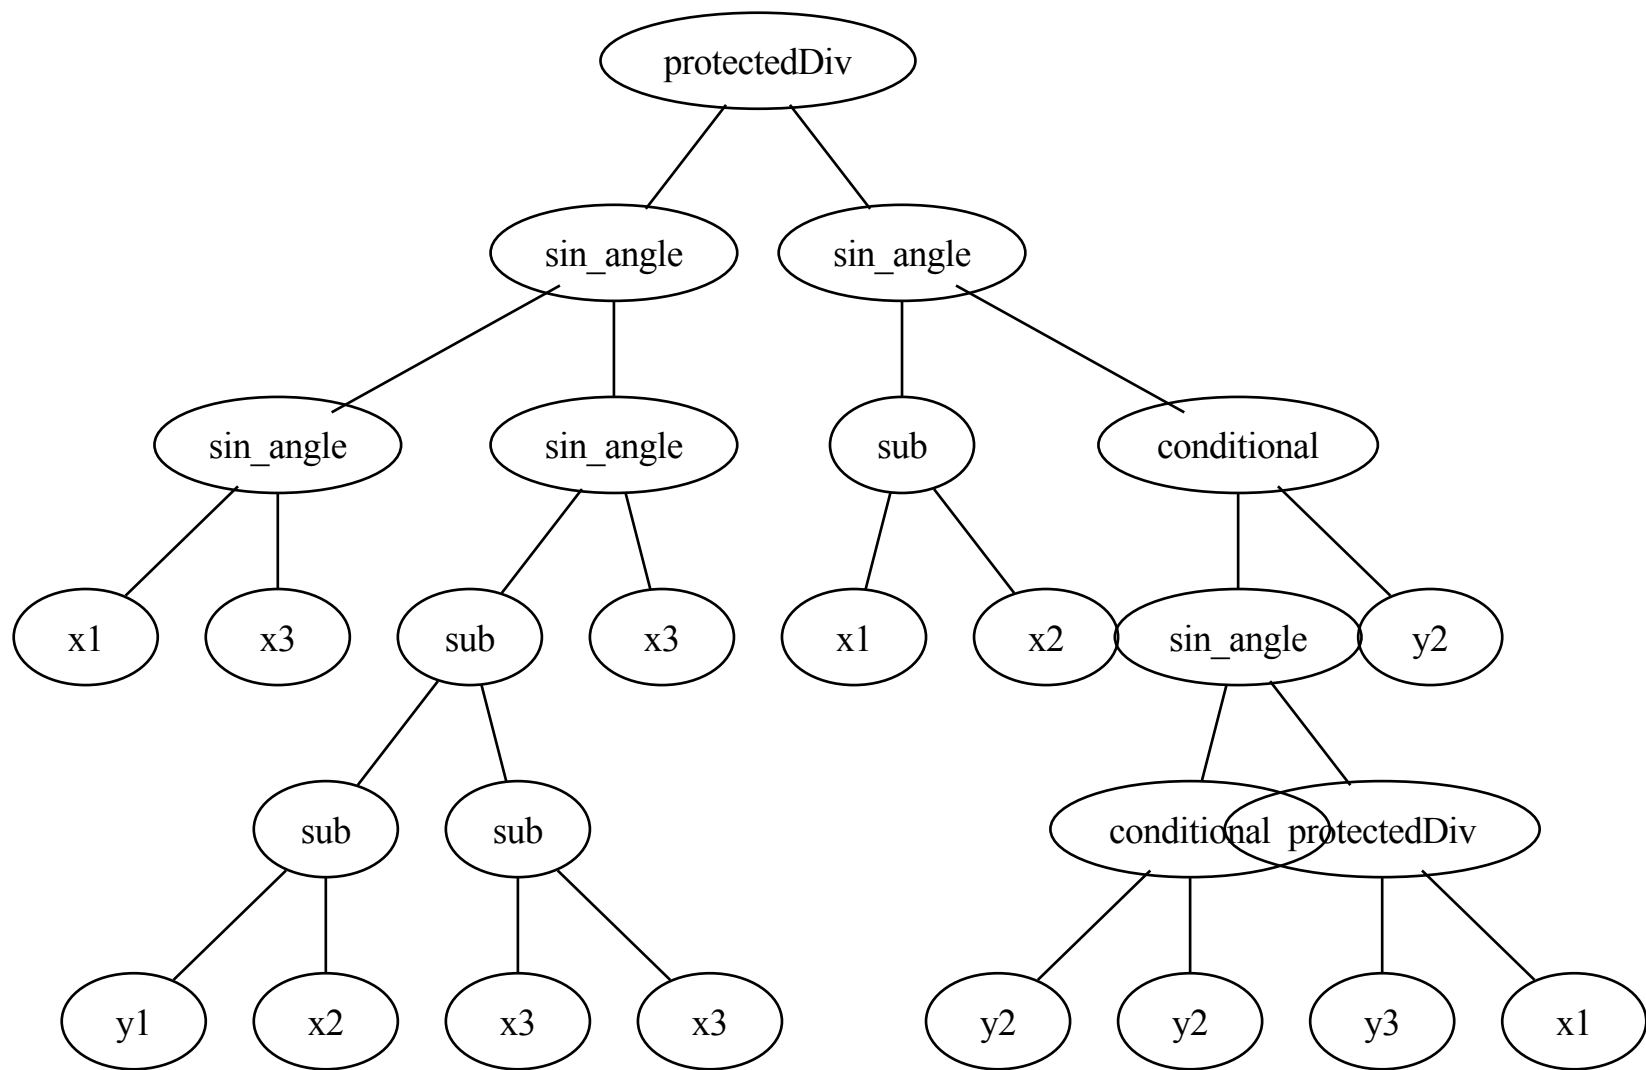 protectedDiv
sin_angle sin_angle
sin_angle sin_angle sub conditional
x1 x3 sub x3 x1 x2 sin_angle y2
sub sub conditional protectedDiv
y1 x2 x3 x3 y2 y2 y3 x1